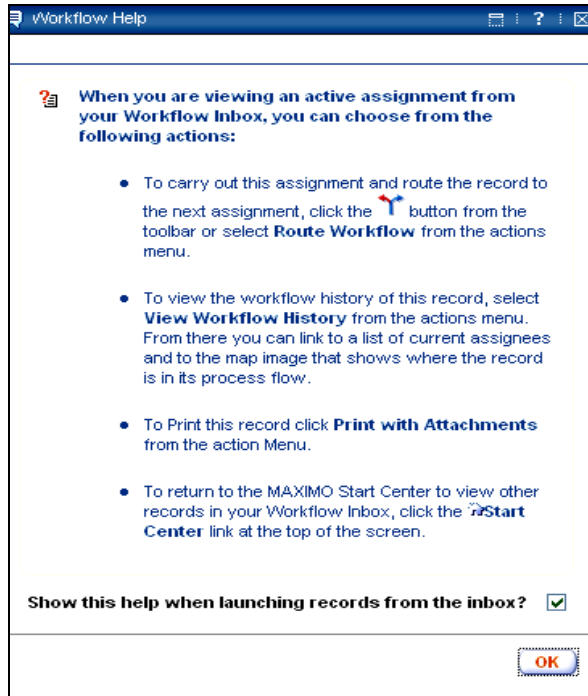 Workflow Help
?
When you are viewing an active assignment from
your Workflow Inbox, you can choose from the
following actions:
To carry out this assignment and route the record to
the next assignment, click the button from the
toolbar or select Route Workflow from the actions
menu.
To view the workflow history of this record, select
View Workflow History from the actions menu.
From there you can link to a list of current assignees
and to the map image that shows where the record
is in its process flow.
To Print this record click Print with Attachments
from the action Menu.
To return to the MAXIMO Start Center to view other
records in your Workflow Inbox, click the Start
Center link at the top of the screen.
Show this help when launching records from the inbox?
OK